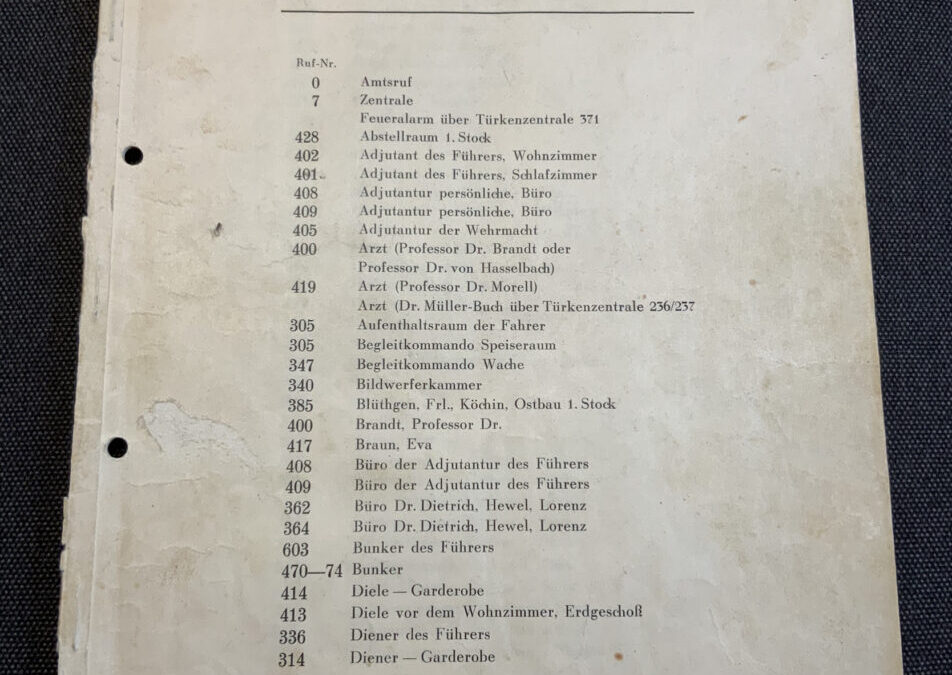 Ruf-Nr.
0 Amtsruf
7 Zentrale
Feueralarm über Türkenzentrale 371
428 Abstellraum 1. Stock
402 Adjutant des Führers, Wohnzimmer
401 Adjutant des Führers, Schlafzimmer
408 Adjutantur persönliche, Büro
409 Adjutantur persönliche, Büro
405 Adjutantur der Wehrmacht
400 Arzt (Professor Dr. Brandt oder
Professor Dr. von Hasselbach)
419 Arzt (Professor Dr. Morell)
Arzt (Dr. Müller-Buch über Türkenzentrale 236/237
305 Aufenthaltsraum der Fahrer
305 Begleitkommando Speiseraum
347 Begleitkommando Wache
340 Bildwerferkammer
385 Blüthgen, Frl., Köchin, Ostbau 1. Stock
400 Brandt, Professor Dr.
417 Braun, Eva
408 Büro der Adjutantur des Führers
409 Büro der Adjutantur des Führers
362 Büro Dr. Dietrich, Hewel, Lorenz
364 Büro Dr. Dietrich, Hewel, Lorenz
603 Bunker des Führers
470—74 Bunker
414 Diele — Garderobe
413 Diele vor dem Wohnzimmer, Erdgeschoß
336 Diener des Führers
314 Diener — Garderobe